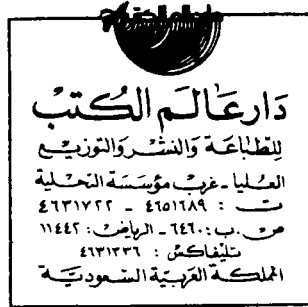 دار عالم الكتب
للطباعة والنشر والتوزيع
العليا - غرب مؤسسة التحلية
ت : ٤٦٥١٦٨٩ - ٤٦٣١٧٢٢
ص.ب: ٦٤٦٠ - الرياض: ١١٤٤٢
تليفاكس : ٤٦٣١٣٣٦
المملكة العربية السعودية